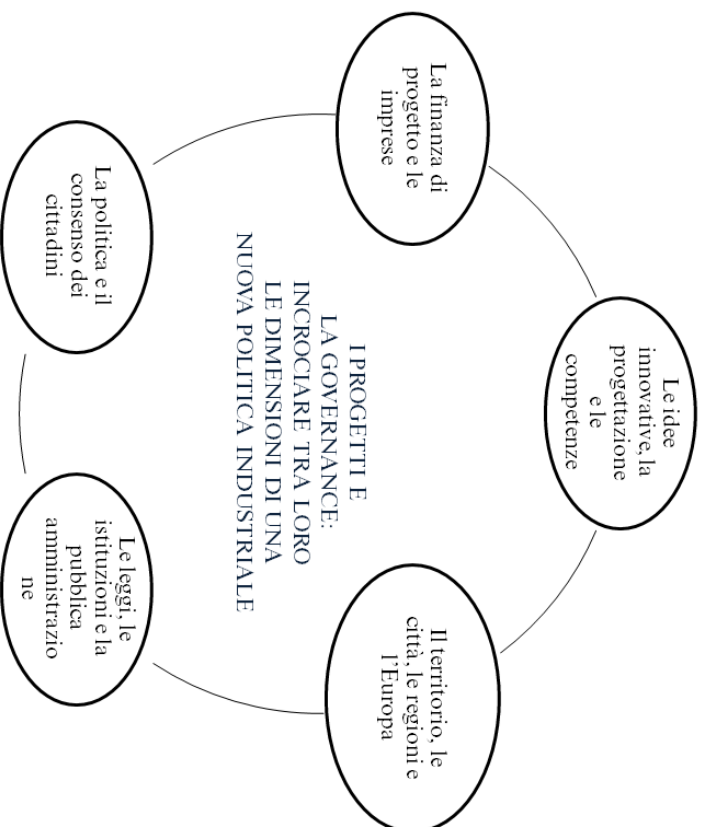 Le idee
innovative, la
progettazione
e le
competenze
La finanza di
progetto e le
imprese
Il territorio, le
città, le regioni e
l'Europa
I PROGETTI E
LA GOVERNANCE:
INCROCIARE TRA LORO
LE DIMENSIONI DI UNA
NUOVA POLITICA INDUSTRIALE
La politica e il
consenso dei
cittadini
Le leggi, le
istituzioni e la
pubblica
amministrazio
ne